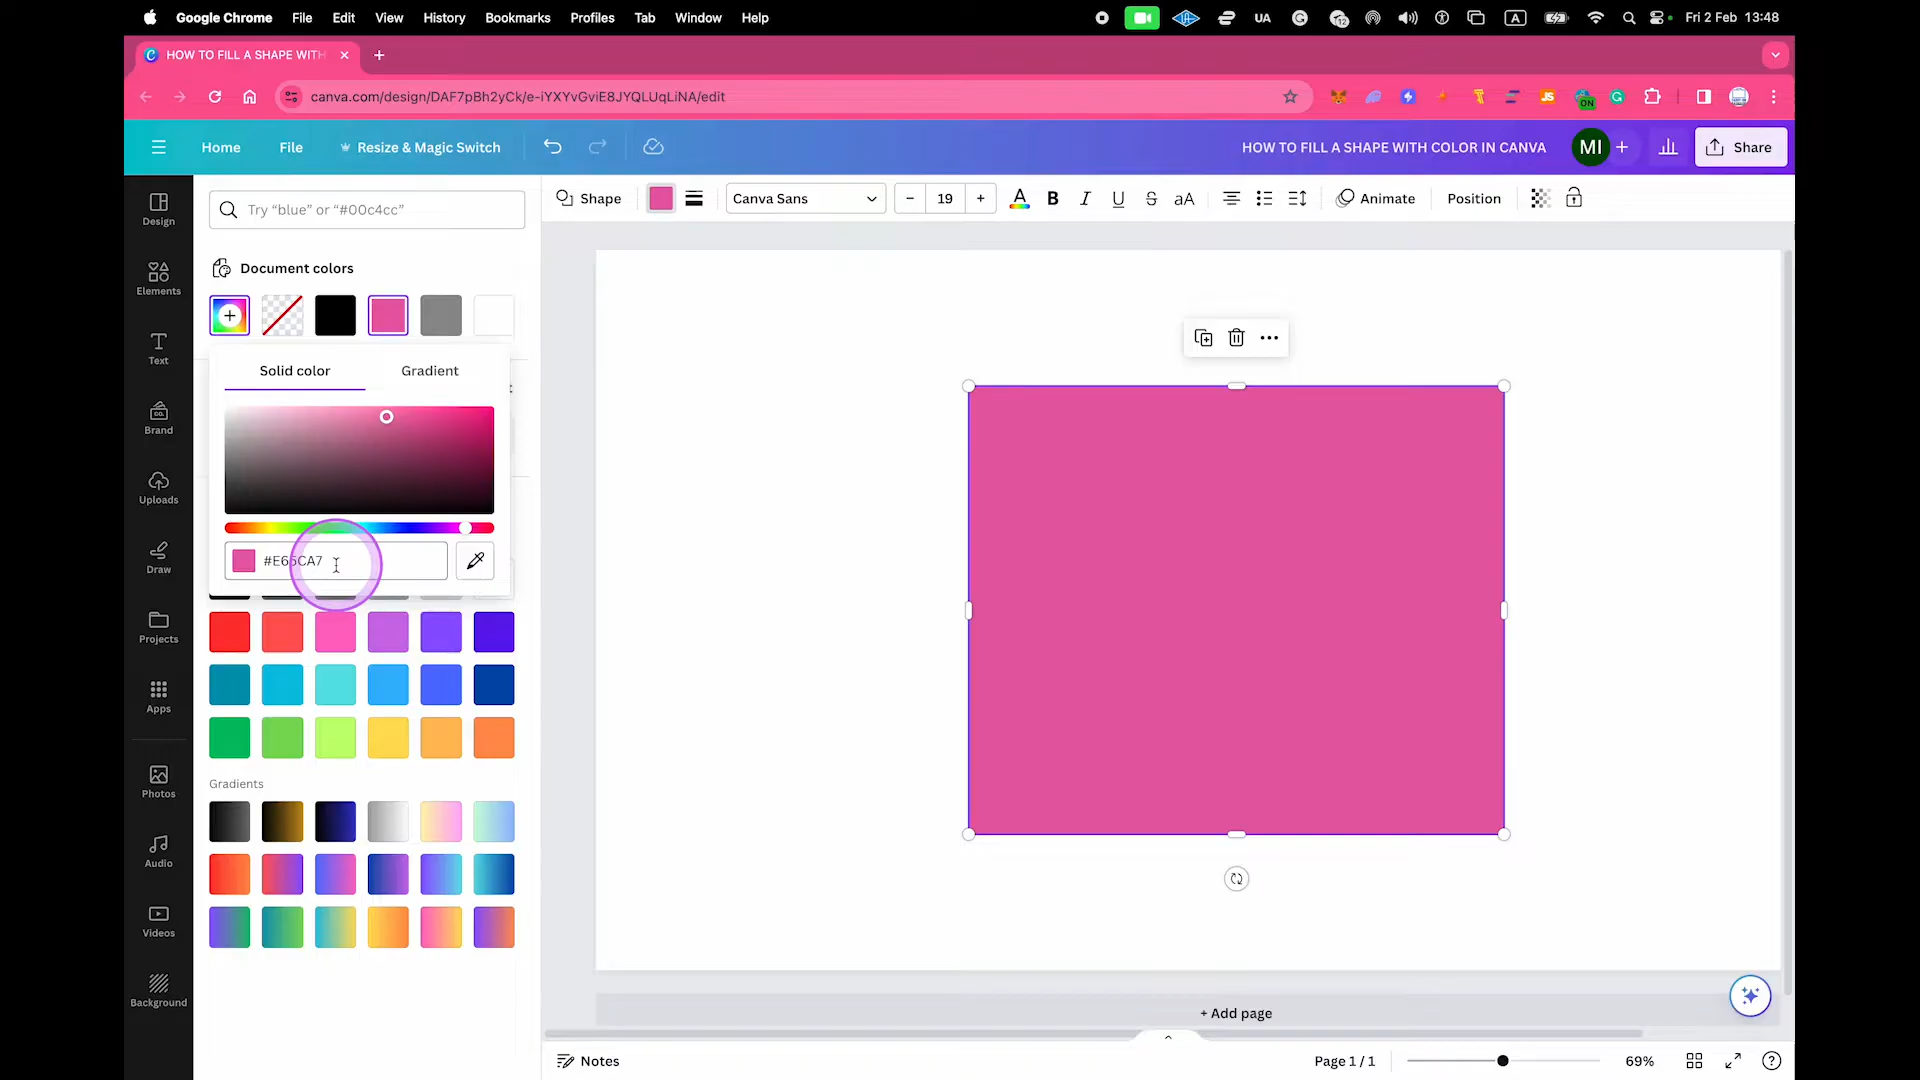 Google Chrome File Edit View History Bookmarks Profiles Tab Window Help UA 12 A Fri 2 Feb 13:48
HOW TO FILL A SHAPE WITH
canva.com/design/DAF7pBh2yCk/e-iYXYvGviE8JYQLUqLiNA/edit JS ON
Home File Resize & Magic Switch HOW TO FILL A SHAPE WITH COLOR IN CANVA MI + Share
Design
Elements
Text
Brand
Uploads
Draw
Projects
Apps
Photos
Audio
Videos
Background
Try “blue” or “#00c4cc”
Document colors
Solid color Gradient
#E65CA7
Gradients
Shape Canva Sans – 19 + A B I U S aA Animate Position
+ Add page
Notes Page 1 / 1 69%